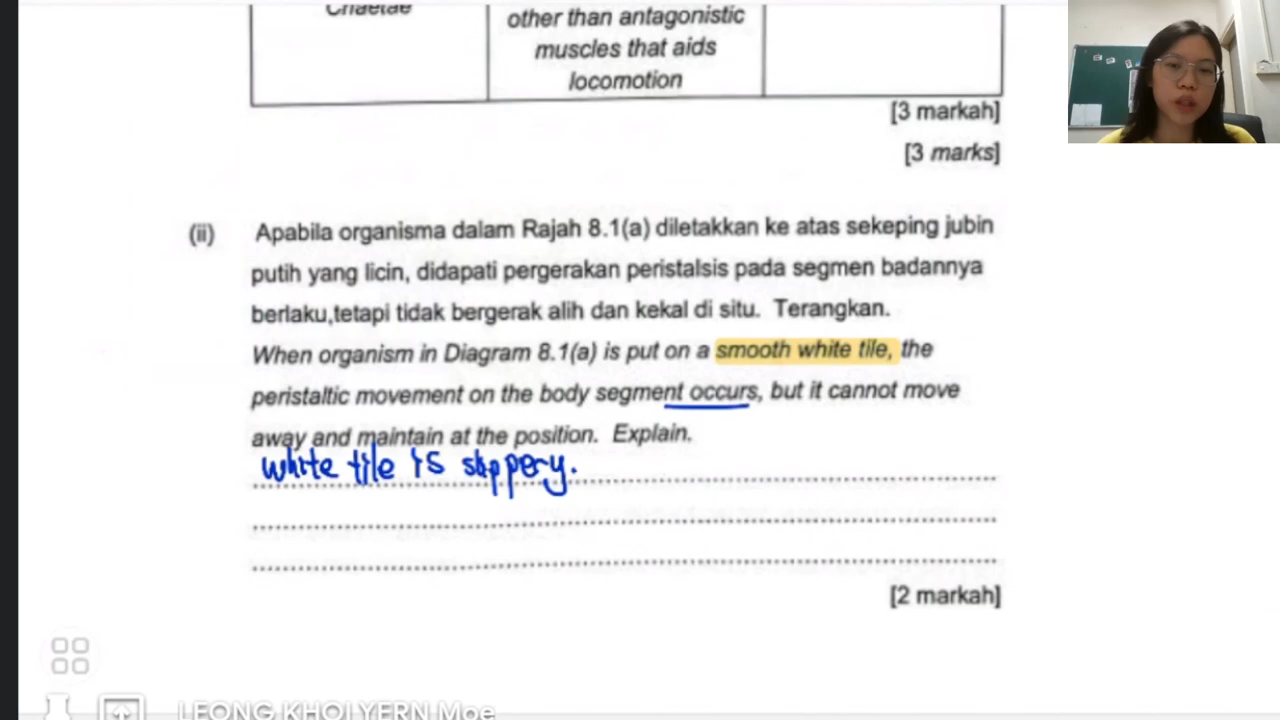 Chaetae
other than antagonistic
muscles that aids
locomotion
[3 markah]
[3 marks]
(ii) Apabila organisma dalam Rajah 8.1(a) diletakkan ke atas sekeping jubin
putih yang licin, didapati pergerakan peristalsis pada segmen badannya
berlaku,tetapi tidak bergerak alih dan kekal di situ. Terangkan.
When organism in Diagram 8.1(a) is put on a smooth white tile, the
peristaltic movement on the body segment occurs, but it cannot move
away and maintain at the position. Explain.
white tile is slippery.
[2 markah]
LEONG KHOI YERN Moe